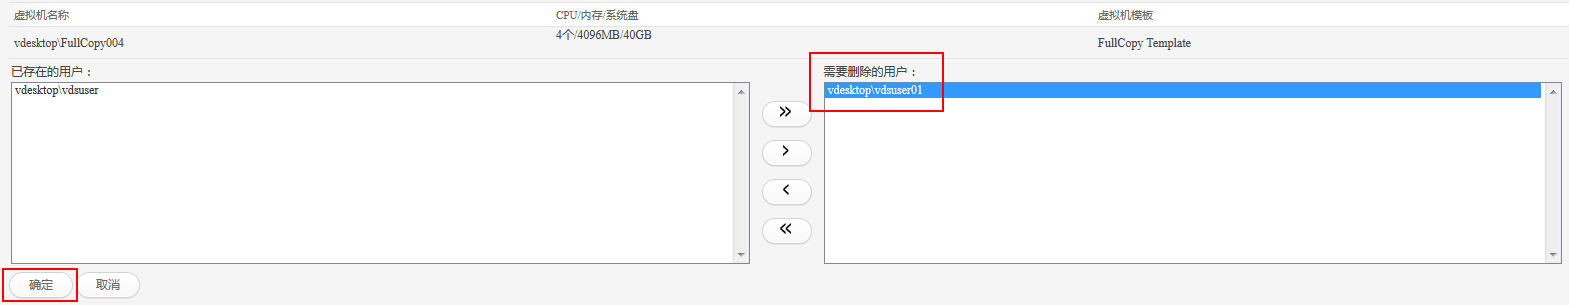 虚拟机名称 CPU/内存/系统盘 虚拟机模板
vdesktop\FullCopy004 4个/4096MB/40GB FullCopy Template
已存在的用户： 需要删除的用户：
vdesktop\vdsuser vdesktop\vdsuser01
»
>
<
«
确定 取消